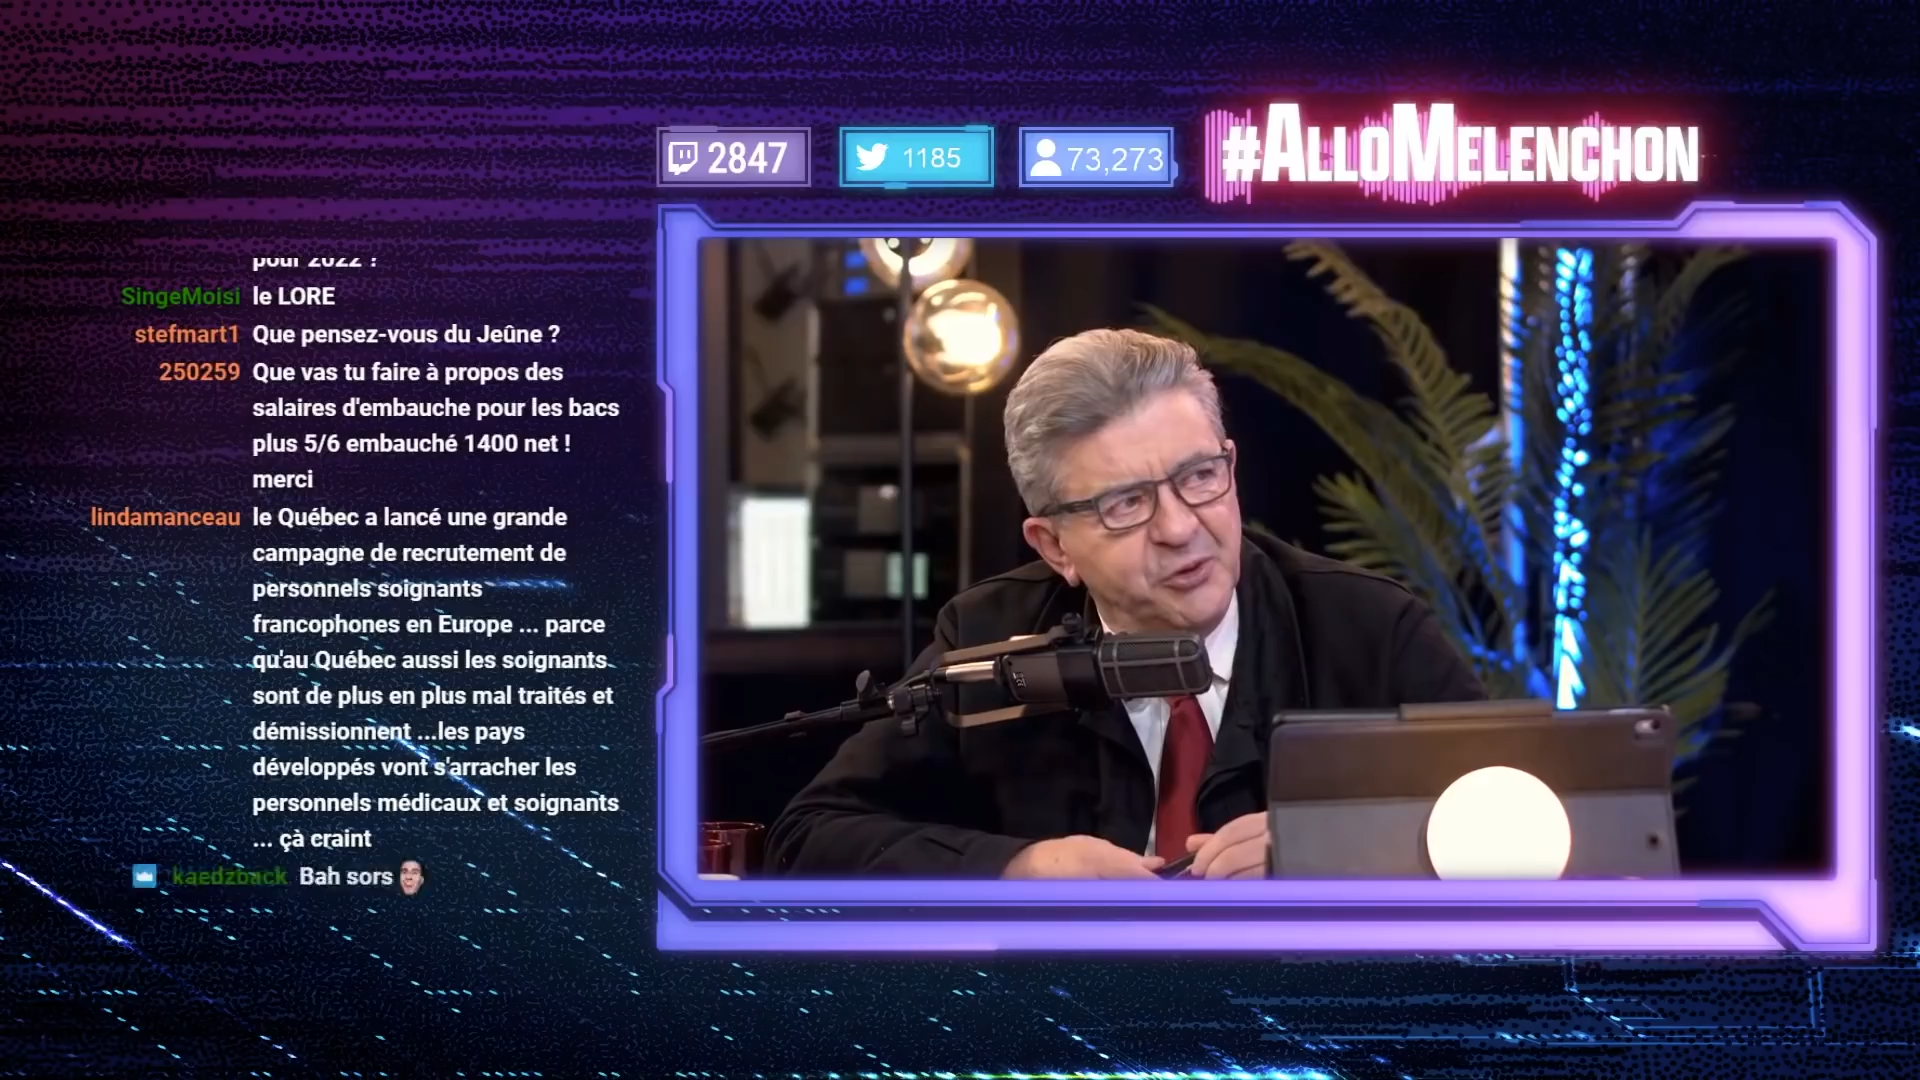 2847
1185
73,273
#ALLOMELENCHON
pour 2022 ?
SingeMoisi le LORE
stefmart1 Que pensez-vous du Jeûne ?
250259 Que vas tu faire à propos des
salaires d'embauche pour les bacs
plus 5/6 embauché 1400 net !
merci
lindamanceau le Québec a lancé une grande
campagne de recrutement de
personnels soignants
francophones en Europe ... parce
qu'au Québec aussi les soignants
sont de plus en plus mal traités et
démissionnent ...les pays
développés vont s'arracher les
personnels médicaux et soignants
... çà craint
kaedzback Bah sors